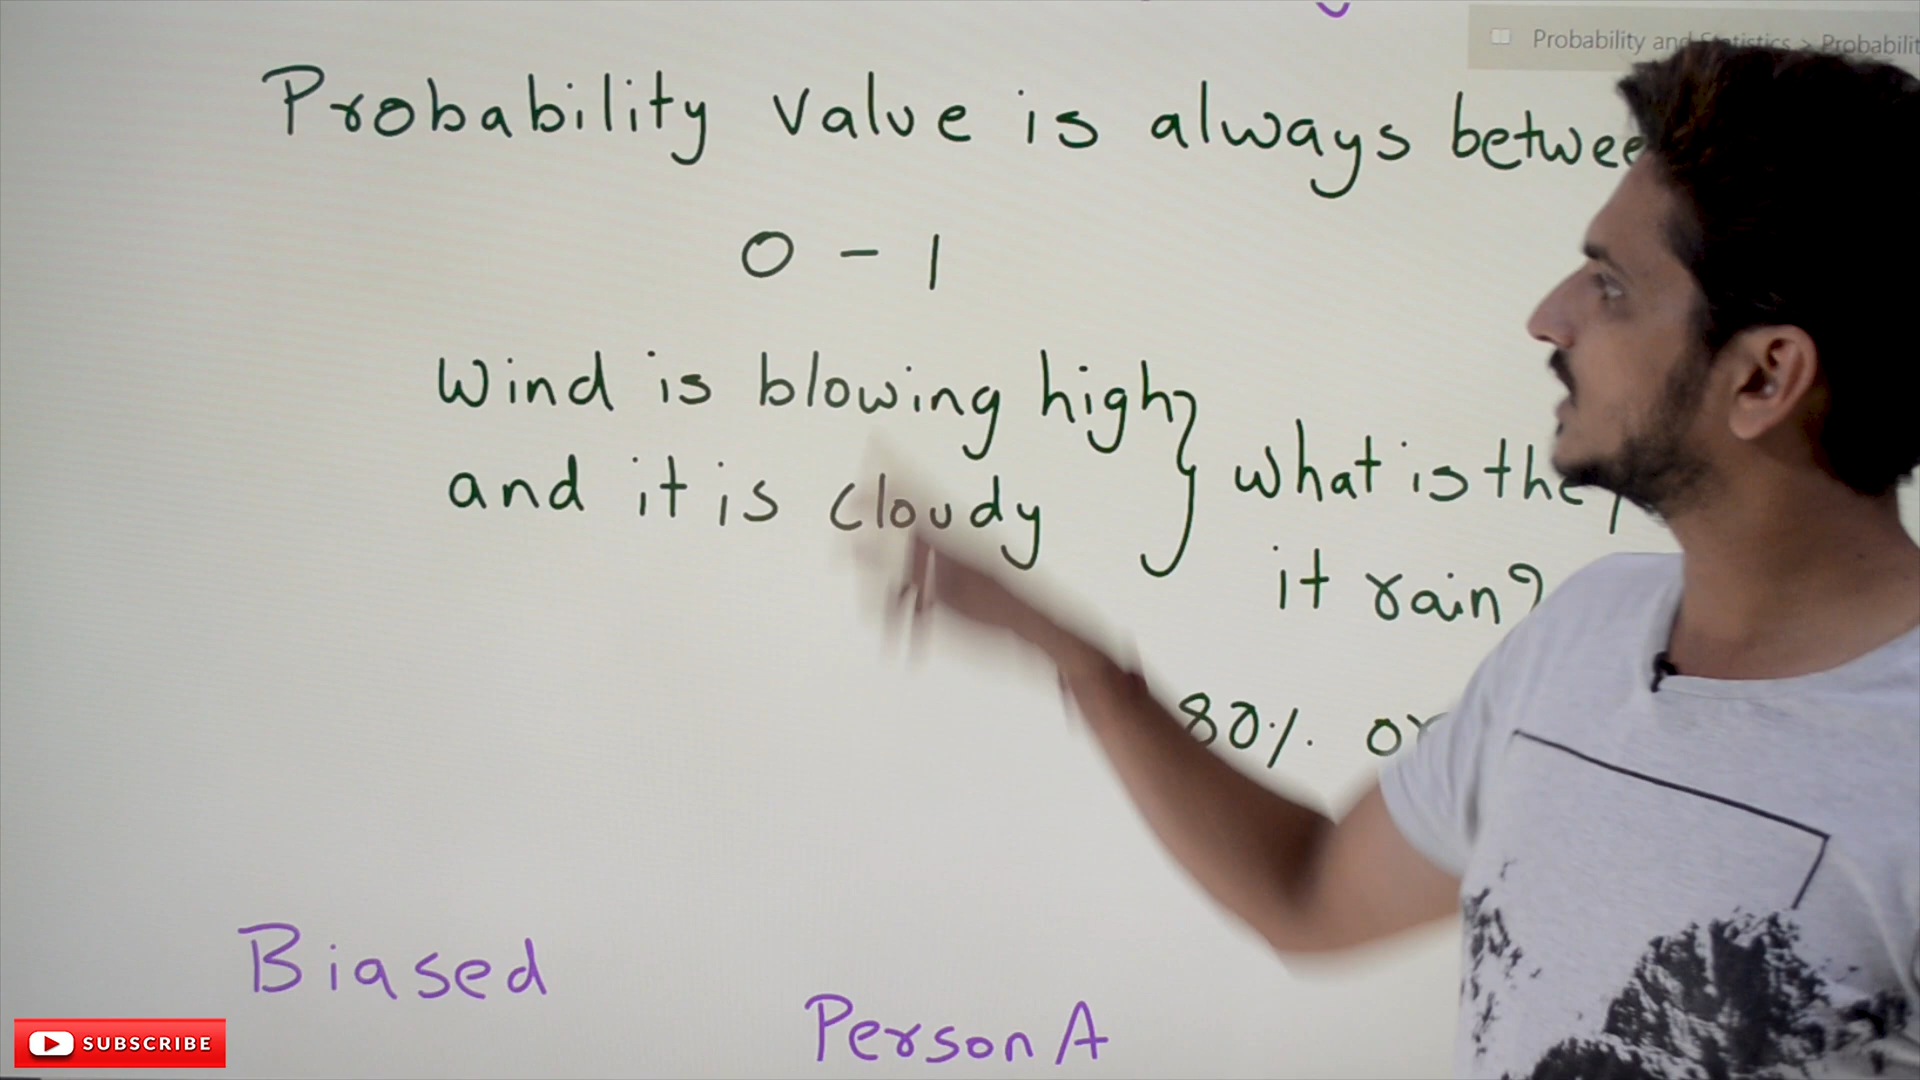 Probability and Statistics > Probabilit
Probability value is always betwee
0 - 1
Wind is blowing high
and it is cloudy
what is the
it rain?
80% or
Biased
Person A
SUBSCRIBE